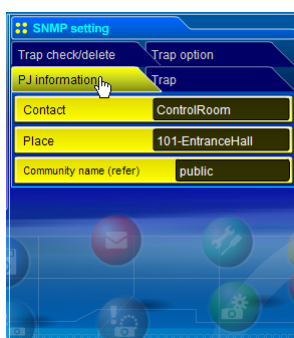 SNMP setting
Trap check/delete Trap option
PJ information Trap
Contact ControlRoom
Place 101-EntranceHall
Community name (refer) public